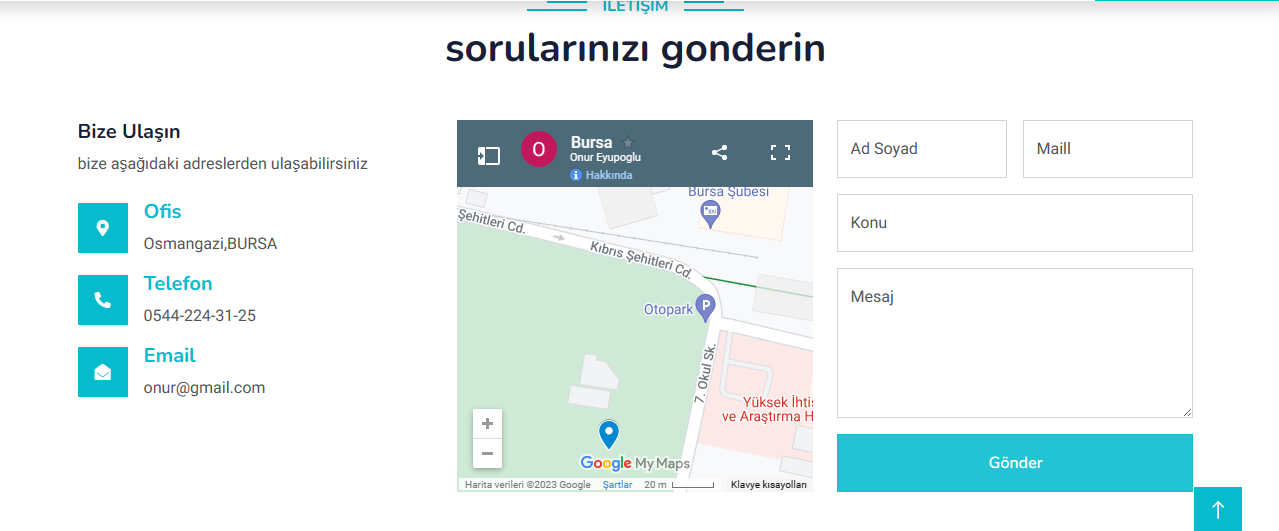 İLETİŞİM
sorularınızı gonderin
Bize Ulaşın
bize aşağıdaki adreslerden ulaşabilirsiniz
Ofis
Osmangazi,BURSA
Telefon
0544-224-31-25
Email
onur@gmail.com
O
Bursa
Onur Eyupoglu
Hakkında
Bursa Şubesi
Şehitleri Cd.
Kıbrıs Şehitleri Cd.
Otopark
P
7. Okul Sk.
Yüksek İhti
ve Araştırma H
Google My Maps
Harita verileri ©2023 Google
Şartlar
20 m
Klavye kısayolları
Ad Soyad
Maill
Konu
Mesaj
Gönder